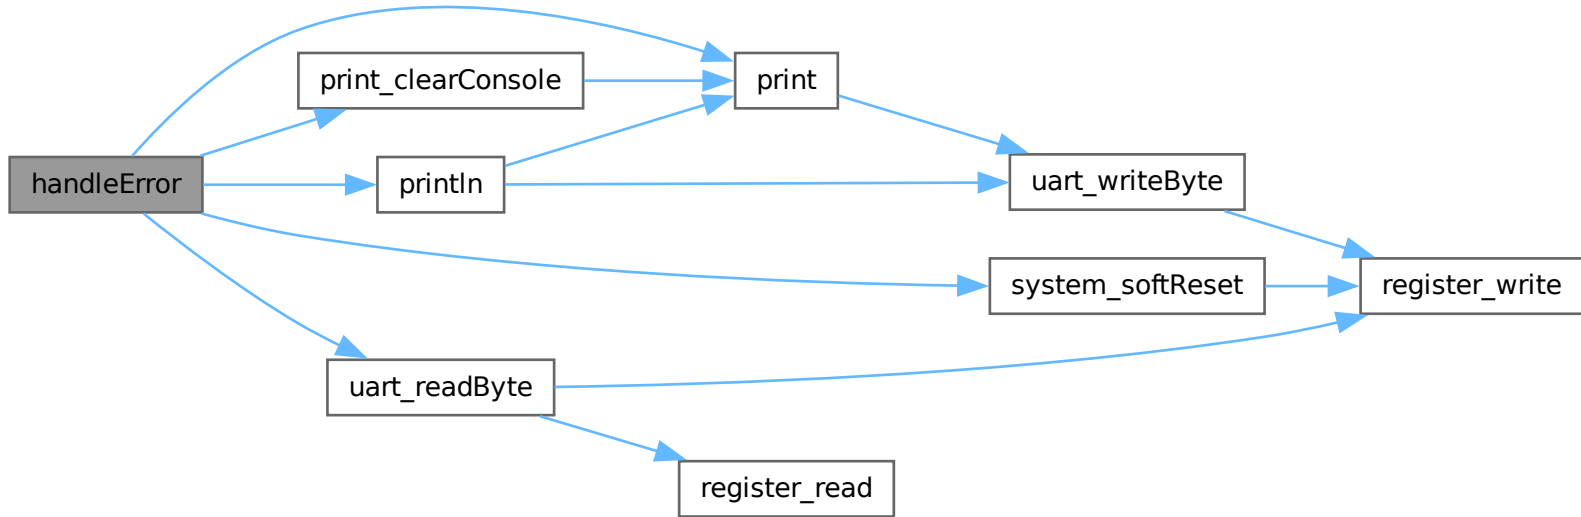 print_clearConsole
print
handleError
println
uart_writeByte
system_softReset
register_write
uart_readByte
register_read